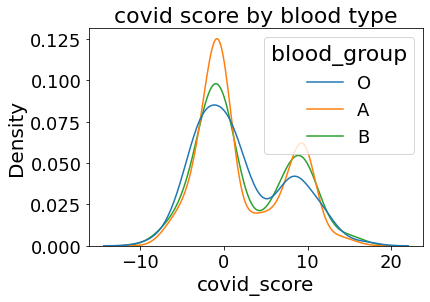 covid score by blood type
blood_group
O
A
B
Density
0.125
0.100
0.075
0.050
0.025
0.000
−10
0
10
20
covid_score